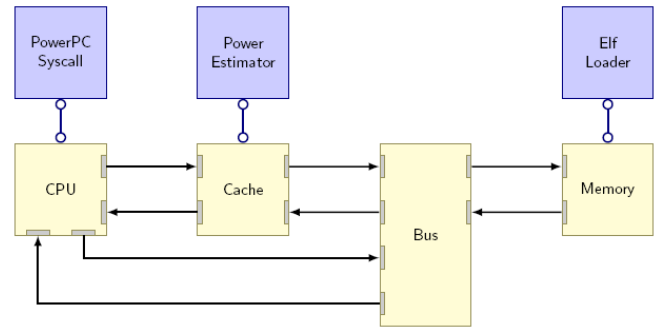 PowerPC
Syscall
Power
Estimator
Elf
Loader
CPU
Cache
Bus
Memory